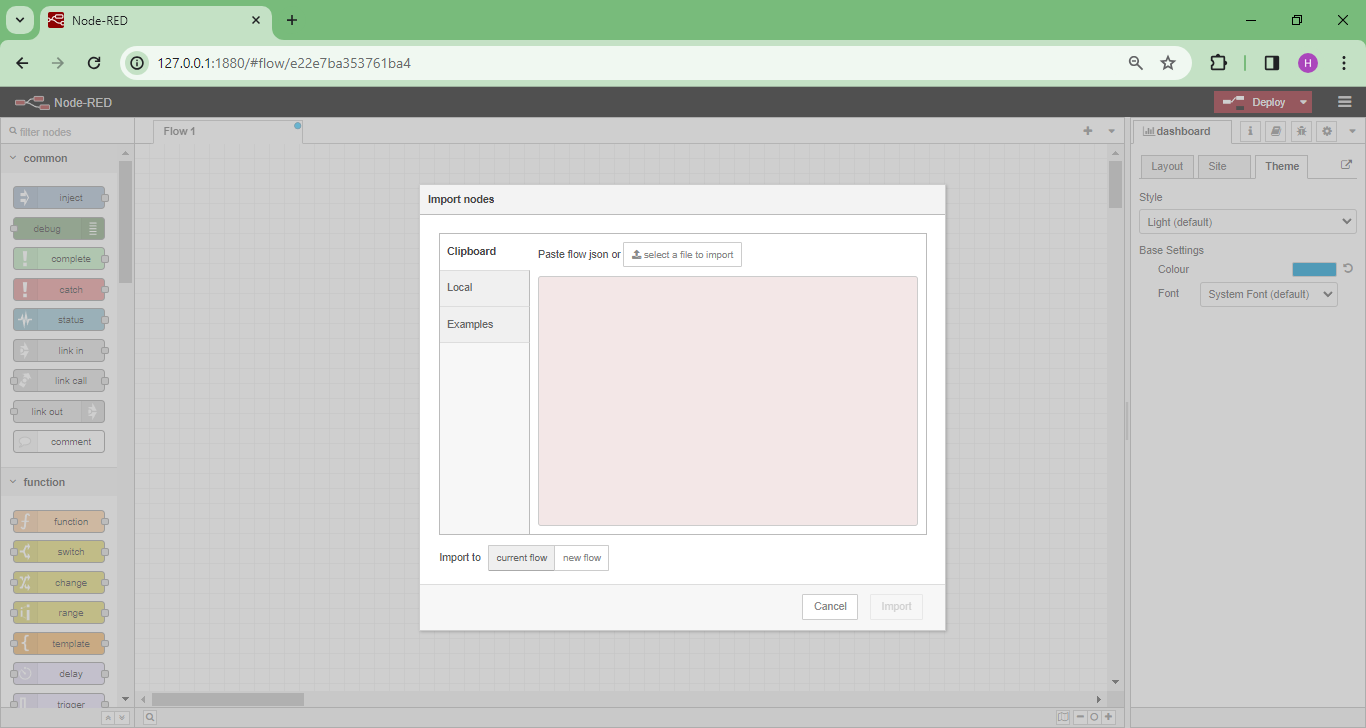 Node-RED
127.0.0.1:1880/#flow/e22e7ba353761ba4
H
Node-RED
Deploy
filter nodes
Flow 1
dashboard
common
inject
debug
complete
catch
status
link in
link call
link out
comment
function
function
switch
change
range
template
delay
trigger
Import nodes
Clipboard
Local
Examples
Paste flow json or select a file to import
Import to current flow new flow
Cancel Import
Layout Site Theme
Style
Light (default)
Base Settings
Colour
Font System Font (default)